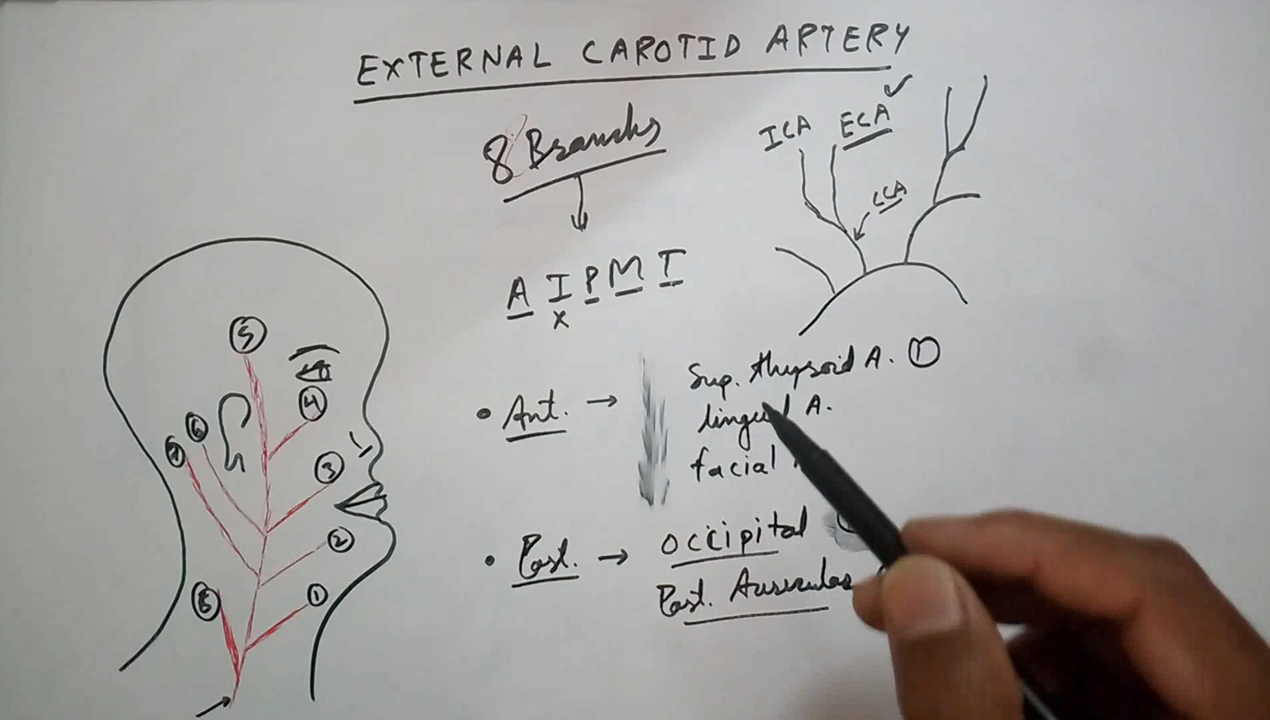 EXTERNAL CAROTID ARTERY
8 Branches
ICA ECA
CCA
A I P M T
x
• Ant. → Sup. thyroid A. ①
lingual A.
facial
• Post. → Occipital
Post. Auricular
5
4
6
7
3
2
8
1